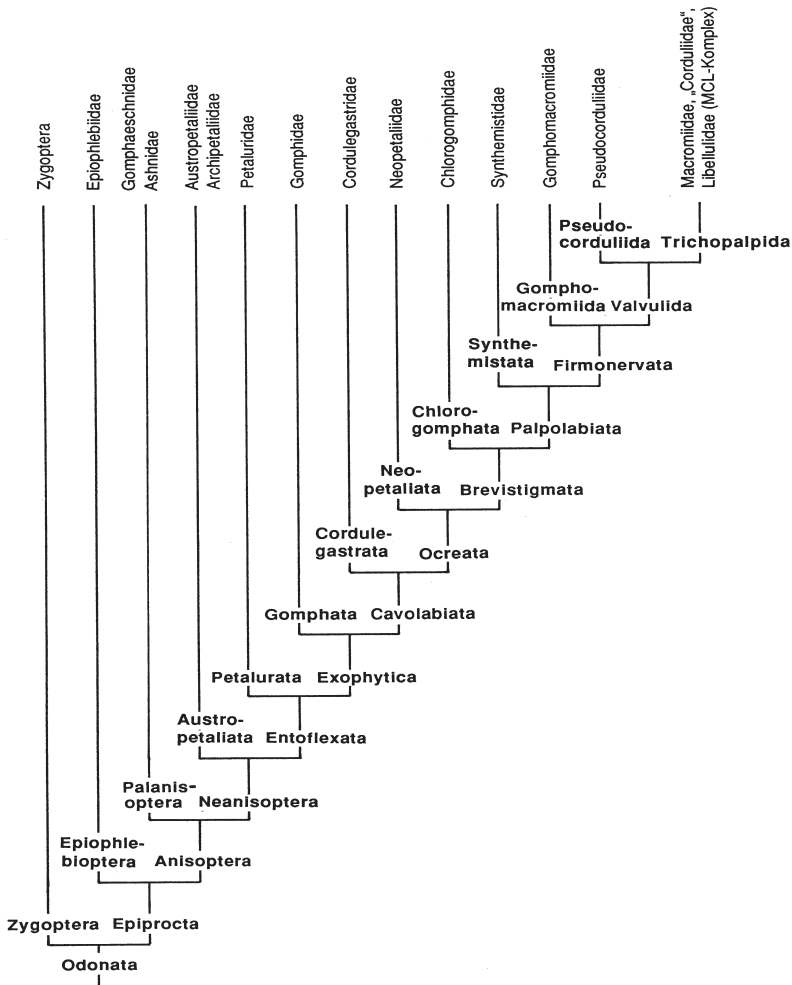 Zygoptera
Epiophlebiidae
Gomphaeschnidae
Ashnidae
Austropetaliidae
Archipetaliidae
Petaluridae
Gomphidae
Cordulegastridae
Neopetaliidae
Chlorogomphidae
Synthemistidae
Gomphomacromiidae
Pseudocorduliidae
Macromiidae, „Corduliidae“,
Libellulidae (MCL-Komplex)
Pseudo-
corduliida Trichopalpida
Gompho-
macromiida Valvulida
Synthe-
mistata Firmonervata
Chloro-
gomphata Palpolabiata
Neo-
petaliata Brevistigmata
Cordule-
gastrata Ocreata
Gomphata Cavolabiata
Petalurata Exophytica
Austro-
petaliata Entoflexata
Palanis-
optera Neanisoptera
Epiophle-
bioptera Anisoptera
Zygoptera Epiprocta
Odonata